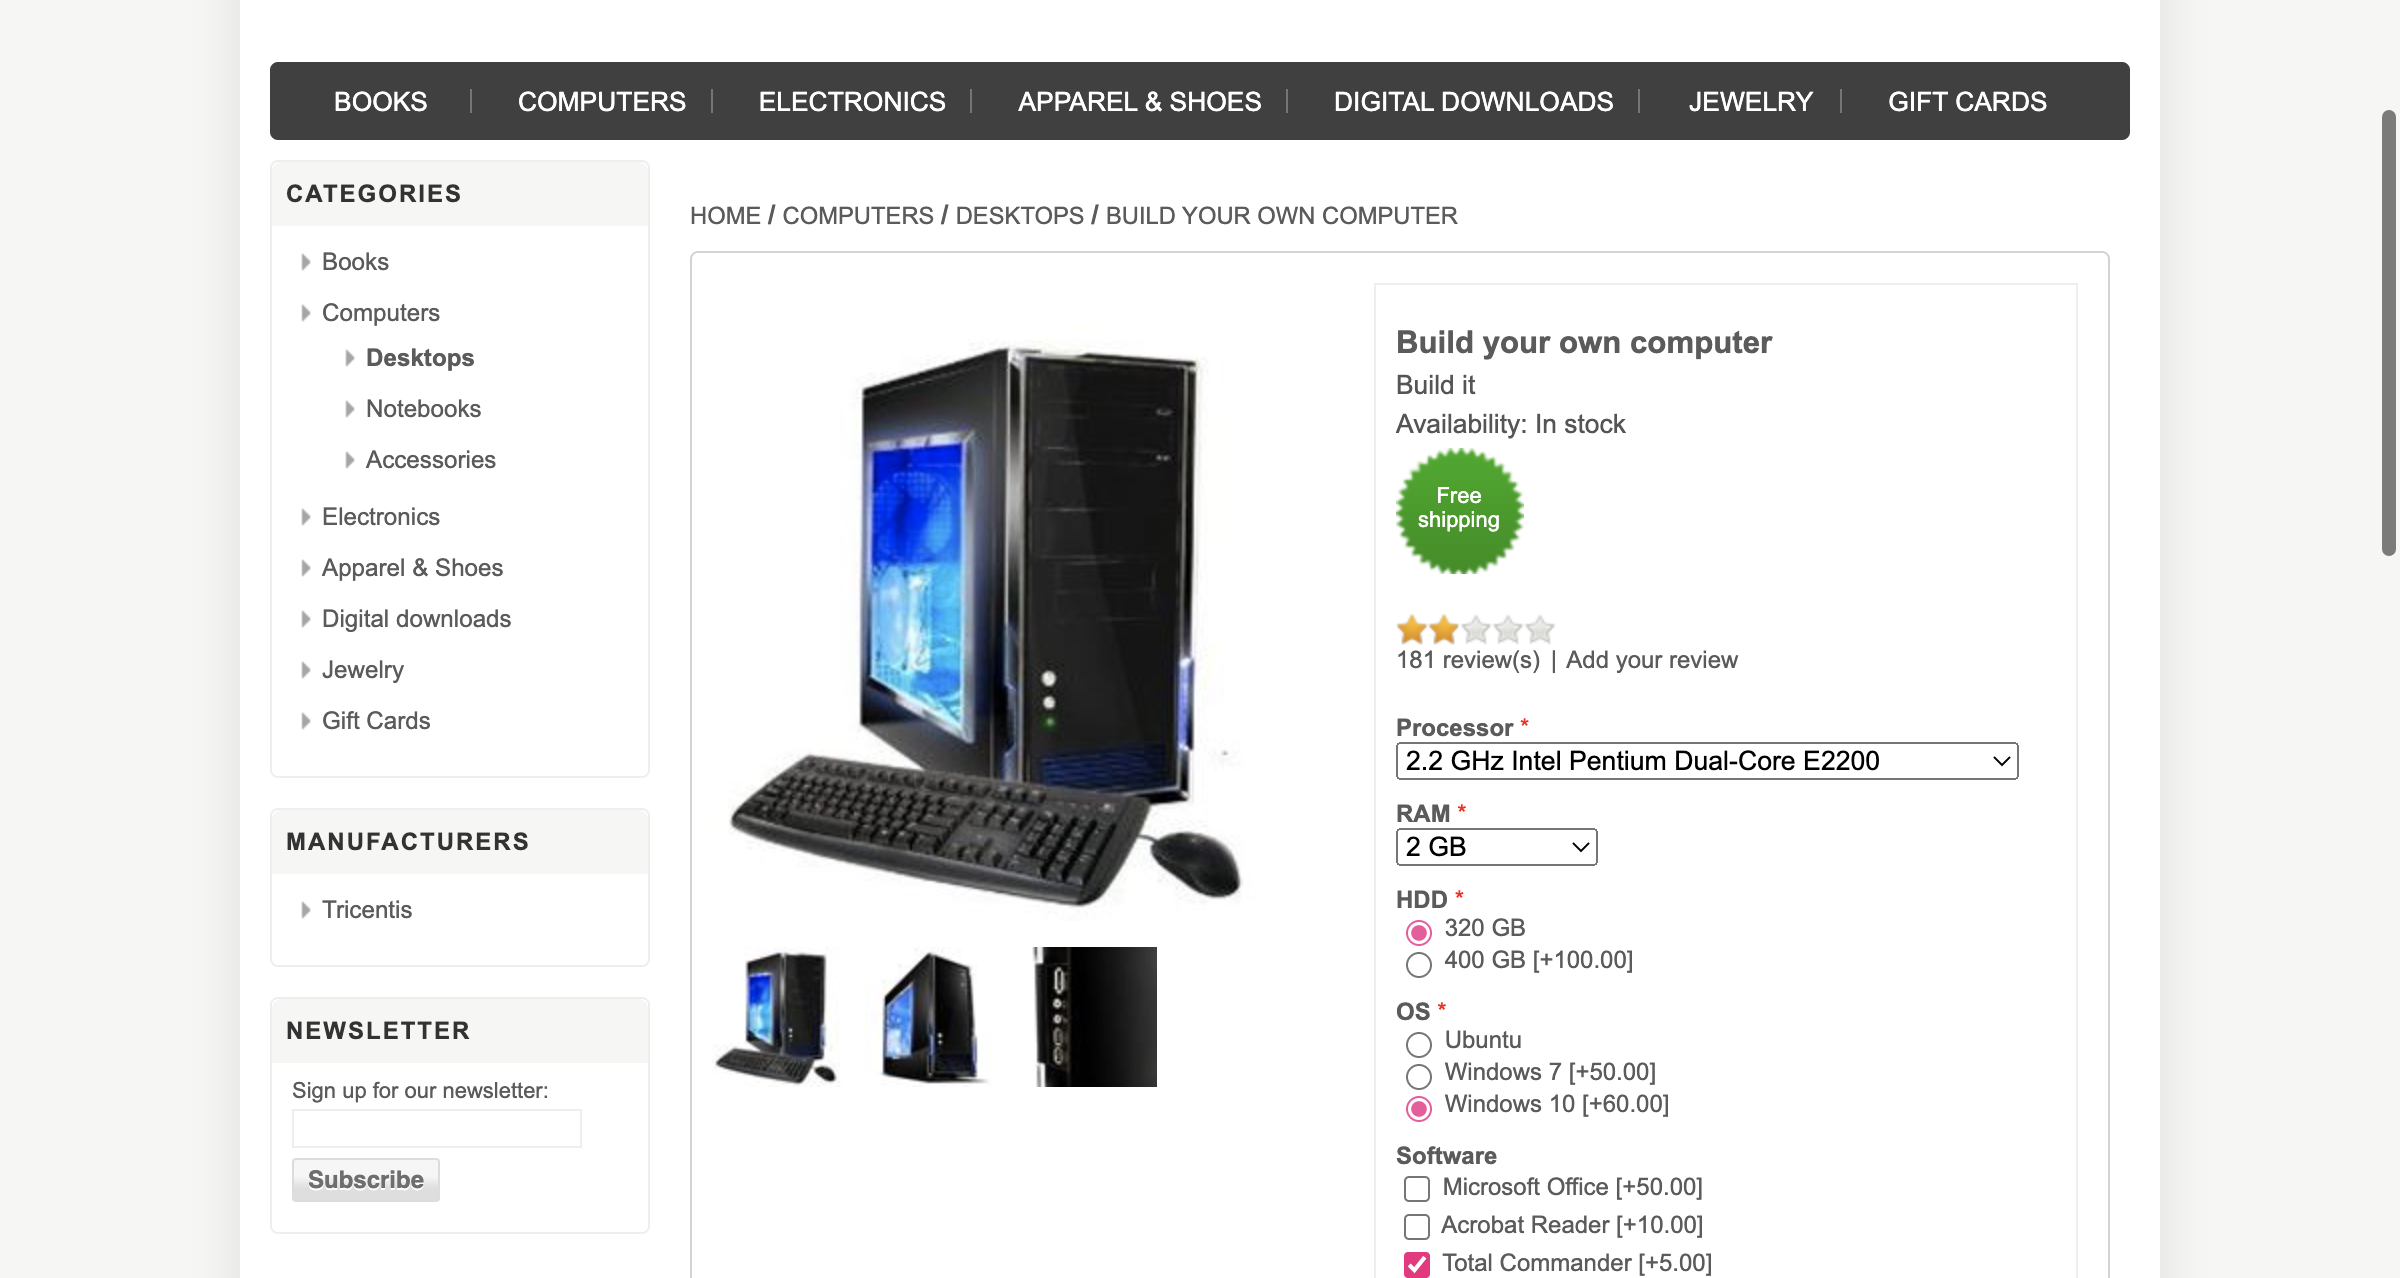 BOOKS COMPUTERS ELECTRONICS APPAREL & SHOES DIGITAL DOWNLOADS JEWELRY GIFT CARDS
CATEGORIES
Books
Computers
Desktops
Notebooks
Accessories
Electronics
Apparel & Shoes
Digital downloads
Jewelry
Gift Cards
MANUFACTURERS
Tricentis
NEWSLETTER
Sign up for our newsletter:
Subscribe
HOME / COMPUTERS / DESKTOPS / BUILD YOUR OWN COMPUTER
Build your own computer
Build it
Availability: In stock
Free
shipping
181 review(s) | Add your review
Processor *
2.2 GHz Intel Pentium Dual-Core E2200
RAM *
2 GB
HDD *
320 GB
400 GB [+100.00]
OS *
Ubuntu
Windows 7 [+50.00]
Windows 10 [+60.00]
Software
Microsoft Office [+50.00]
Acrobat Reader [+10.00]
Total Commander [+5.00]